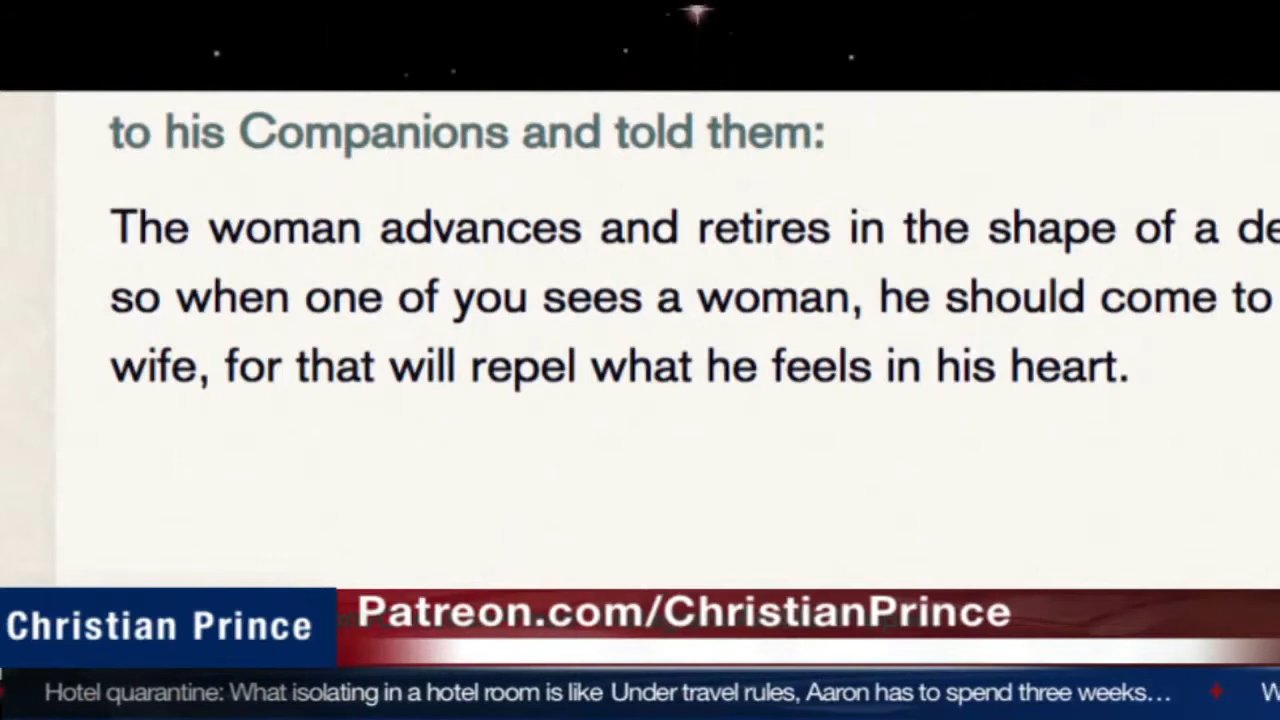 to his Companions and told them:
The woman advances and retires in the shape of a
so when one of you sees a woman, he should come to
wife, for that will repel what he feels in his heart.
Christian Prince
Patreon.com/ChristianPrince
Hotel quarantine: What isolating in a hotel room is like Under travel rules, Aaron has to spend three weeks…